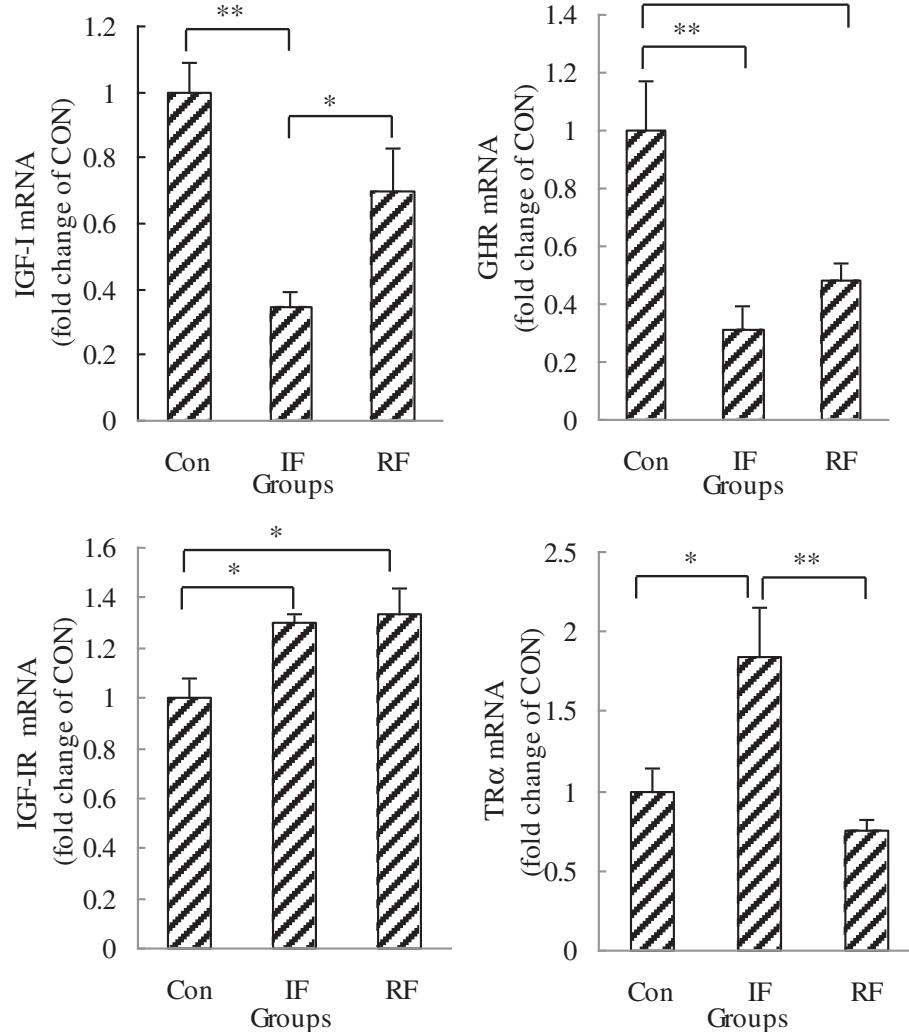 **
*
1.2
1
0.8
0.6
0.4
0.2
0
IGF-I mRNA
(fold change of CON)
Con IF RF
Groups
**
1.4
1.2
1
0.8
0.6
0.4
0.2
0
GHR mRNA
(fold change of CON)
Con IF RF
Groups
*
*
1.6
1.4
1.2
1
0.8
0.6
0.4
0.2
0
IGF-IR mRNA
(fold change of CON)
Con IF RF
Groups
*
**
2.5
2
1.5
1
0.5
0
TRα mRNA
(fold change of CON)
Con IF RF
Groups